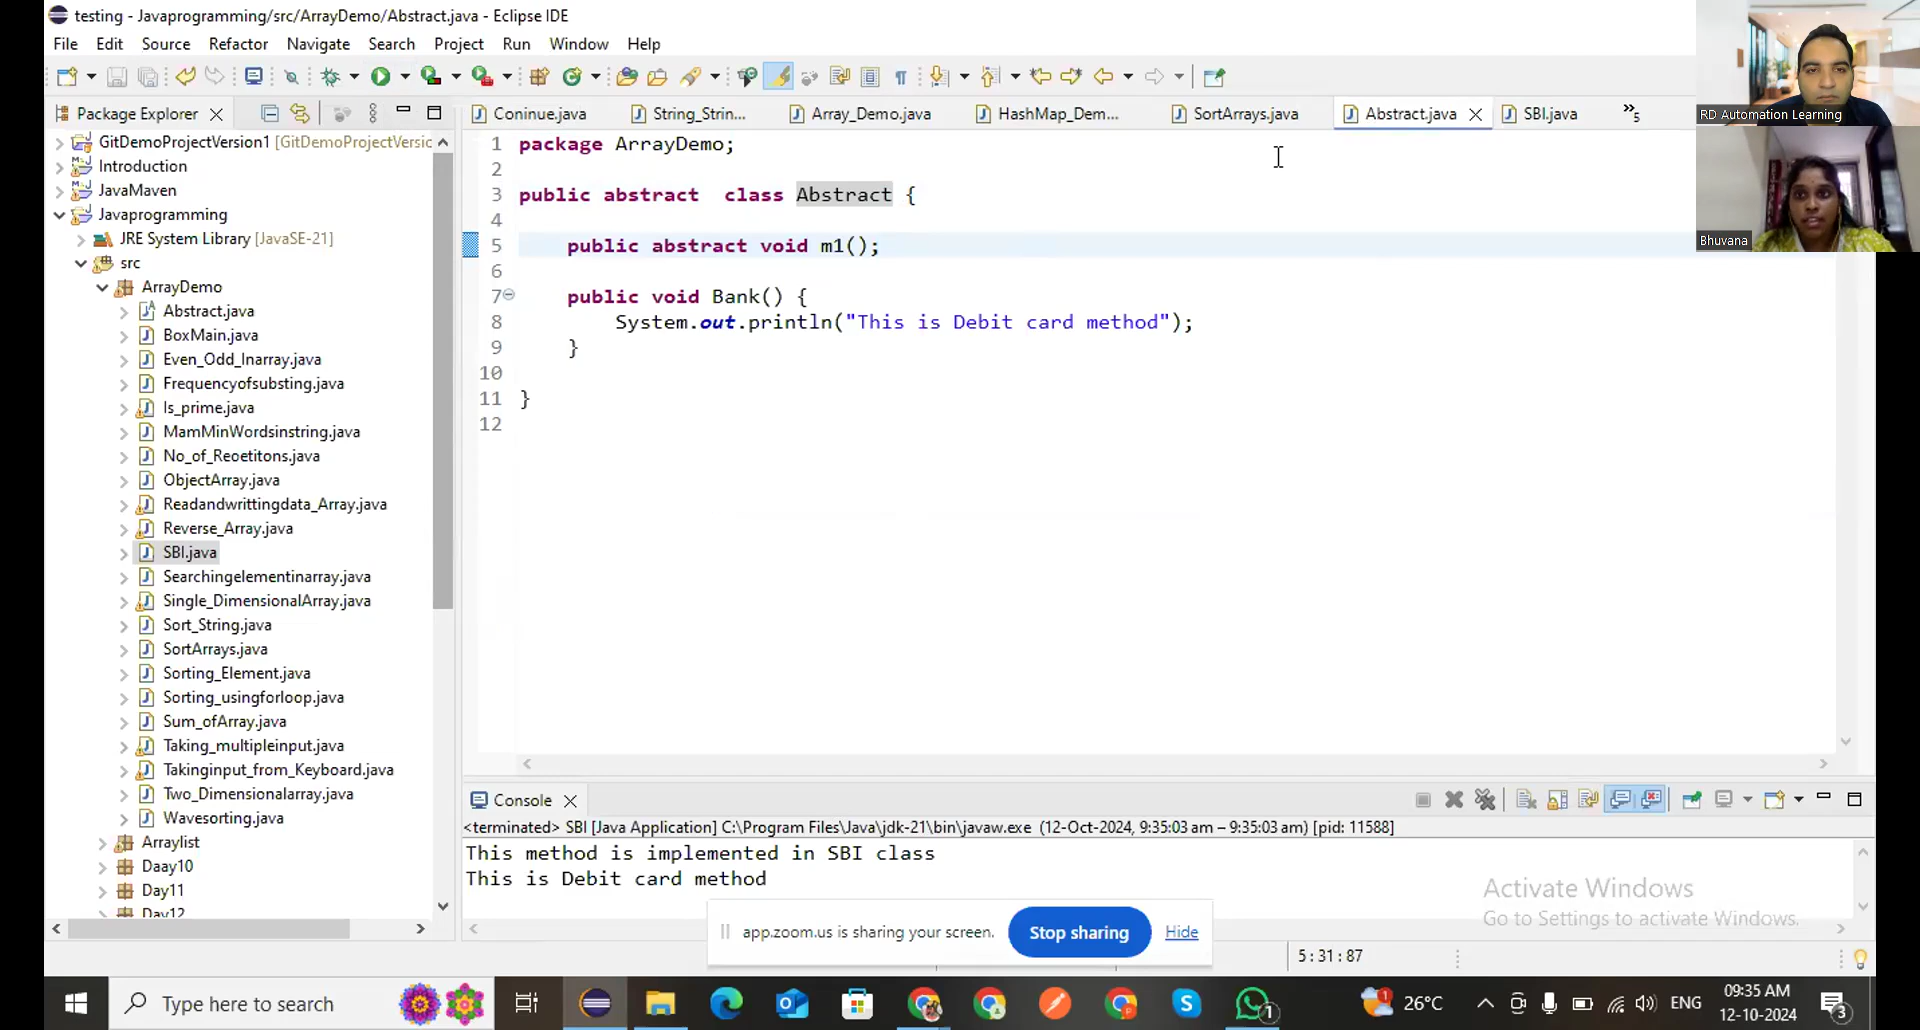 testing - Javaprogramming/src/ArrayDemo/Abstract.java - Eclipse IDE
File Edit Source Refactor Navigate Search Project Run Window Help
Package Explorer
Coninue.java String_Strin... Array_Demo.java HashMap_Dem... SortArrays.java Abstract.java SBI.java »5
GitDemoProjectVersion1 [GitDemoProjectVersic
Introduction
JavaMaven
Javaprogramming
JRE System Library [JavaSE-21]
src
ArrayDemo
Abstract.java
BoxMain.java
Even_Odd_Inarray.java
Frequencyofsubsting.java
Is_prime.java
MamMinWordsinstring.java
No_of_Reoetitons.java
ObjectArray.java
Readandwrittingdata_Array.java
Reverse_Array.java
SBI.java
Searchingelementinarray.java
Single_DimensionalArray.java
Sort_String.java
SortArrays.java
Sorting_Element.java
Sorting_usingforloop.java
Sum_ofArray.java
Taking_multipleinput.java
Takinginput_from_Keyboard.java
Two_Dimensionalarray.java
Wavesorting.java
Arraylist
Daay10
Day11
Day12
1 package ArrayDemo;
2
3 public abstract  class Abstract {
4
5     public abstract void m1();
6
7     public void Bank() {
8         System.out.println("This is Debit card method");
9     }
10
11 }
12
RD Automation Learning
Bhuvana
Console
<terminated> SBI [Java Application] C:\Program Files\Java\jdk-21\bin\javaw.exe (12-Oct-2024, 9:35:03 am – 9:35:03 am) [pid: 11588]
This method is implemented in SBI class
This is Debit card method
Activate Windows
Go to Settings to activate Windows.
app.zoom.us is sharing your screen. Stop sharing Hide
5 : 31 : 87
Type here to search
1
1
26°C
ENG
09:35 AM
12-10-2024
3